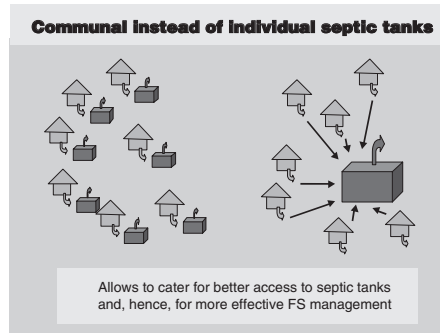 Communal instead of individual septic tanks
Allows to cater for better access to septic tanks
and, hence, for more effective FS management